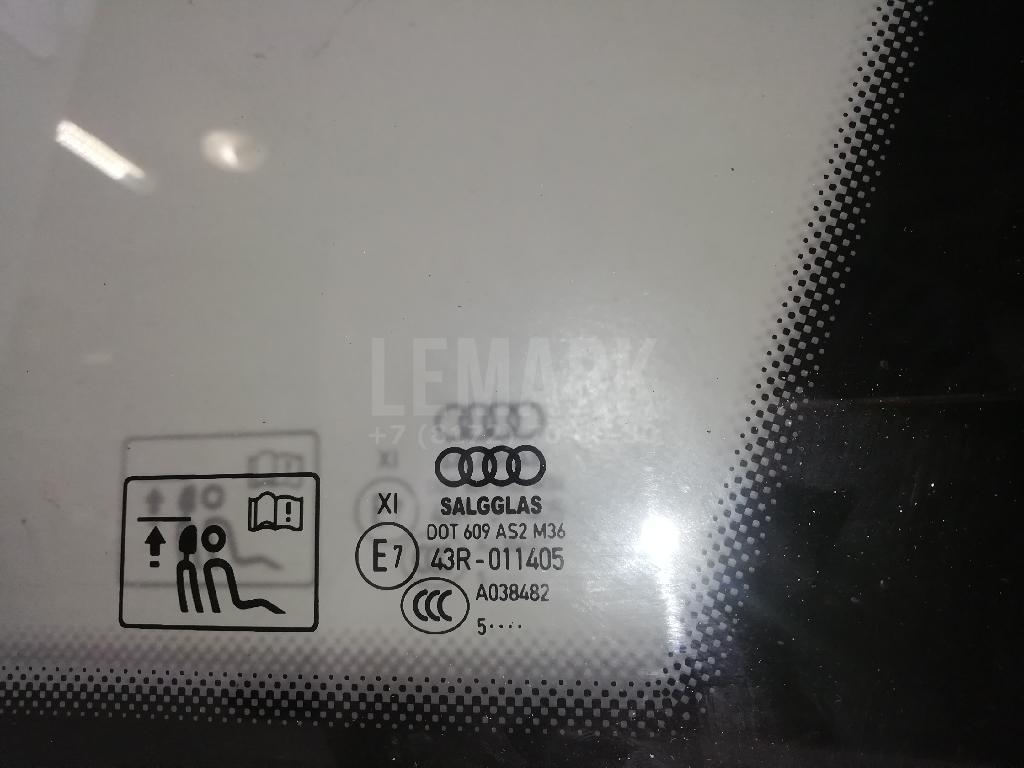 LEMARK
SALGGLAS
XI
DOT 609 AS2 M36
E7
43R-011405
CCC
A038482
5····